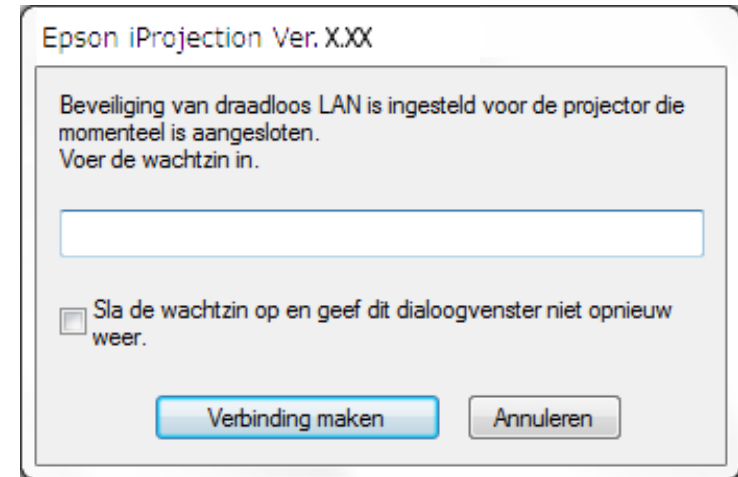 Epson iProjection Ver. X.XX
Beveiliging van draadloos LAN is ingesteld voor de projector die
momenteel is aangesloten.
Voer de wachtzin in.
Sla de wachtzin op en geef dit dialoogvenster niet opnieuw
weer.
Verbinding maken
Annuleren